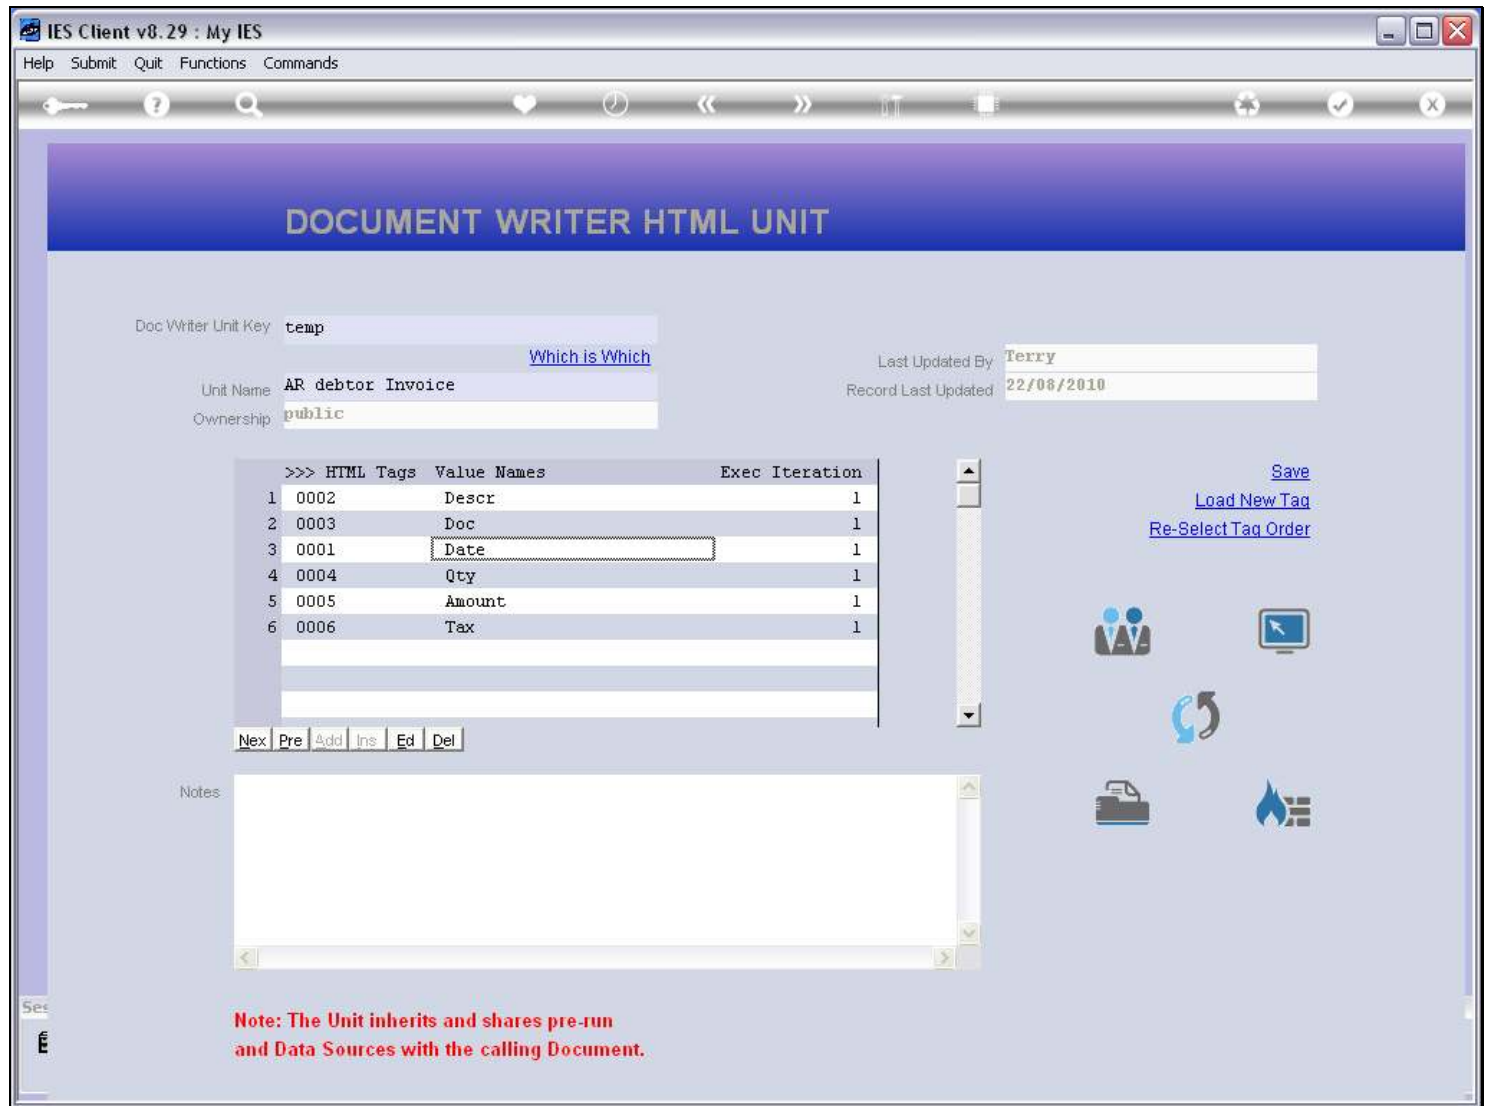 IES Client v8.29 : My IES
Help Submit Quit Functions Commands
DOCUMENT WRITER HTML UNIT
Doc Writer Unit Key temp
Which is Which
Last Updated By Terry
Unit Name AR debtor Invoice
Record Last Updated 22/08/2010
Ownership public
>>> HTML Tags Value Names Exec Iteration
1 0002 Descr 1
2 0003 Doc 1
3 0001 Date 1
4 0004 Qty 1
5 0005 Amount 1
6 0006 Tax 1
Save
Load New Tag
Re-Select Tag Order
Nex Pre Add Ins Ed Del
Notes
Note: The Unit inherits and shares pre-run
and Data Sources with the calling Document.